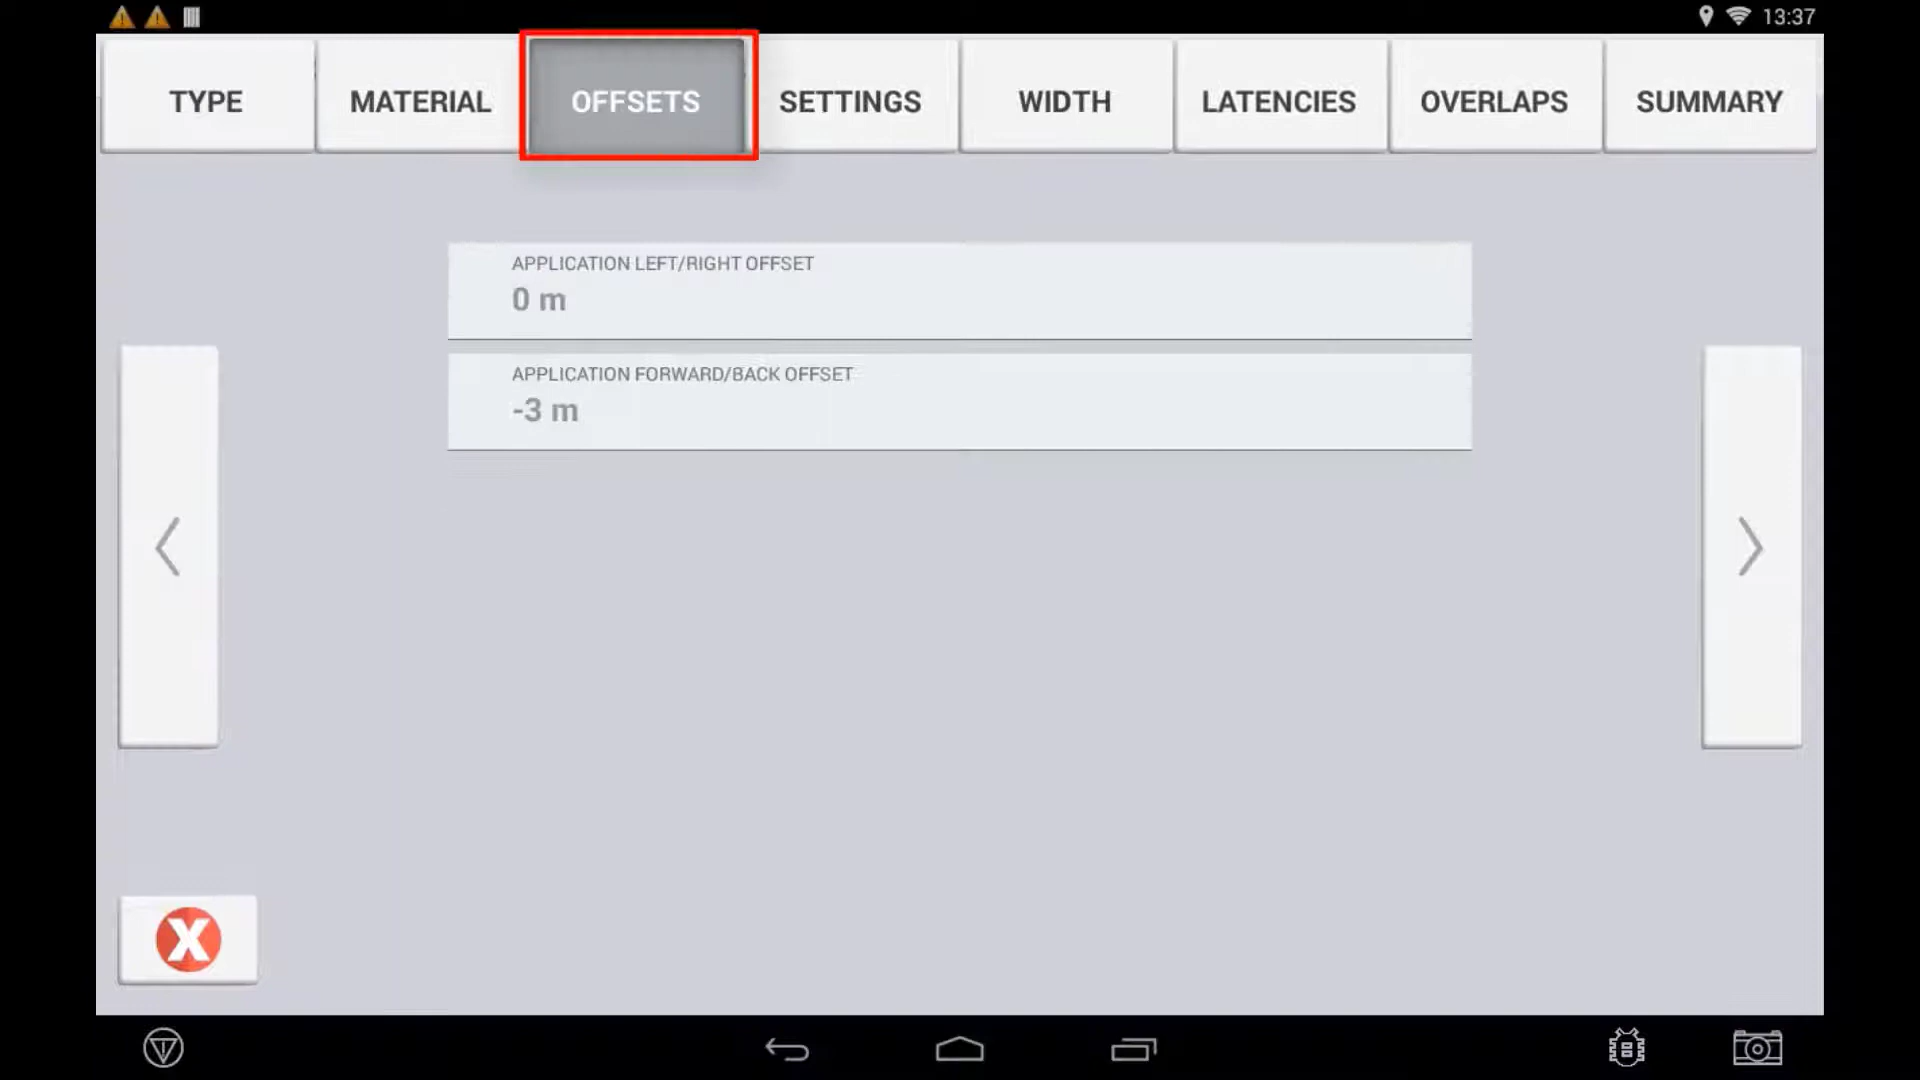 13:37
TYPE
MATERIAL
OFFSETS
SETTINGS
WIDTH
LATENCIES
OVERLAPS
SUMMARY
APPLICATION LEFT/RIGHT OFFSET
0 m
APPLICATION FORWARD/BACK OFFSET
-3 m